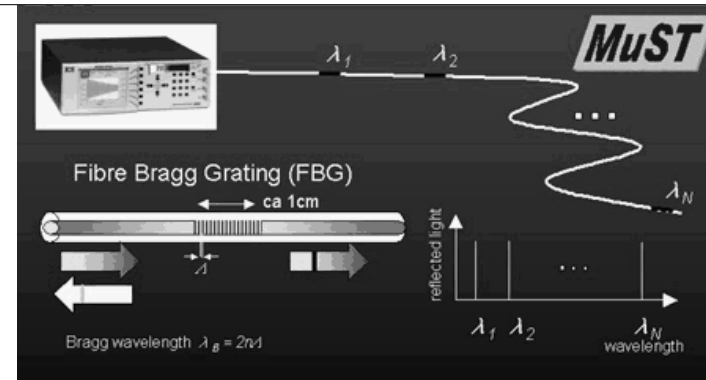 MuST
λ1 λ2
...
λN
Fibre Bragg Grating (FBG)
ca 1cm
Λ
Bragg wavelength λB = 2nΛ
reflected light
...
λ1 λ2 λN
wavelength